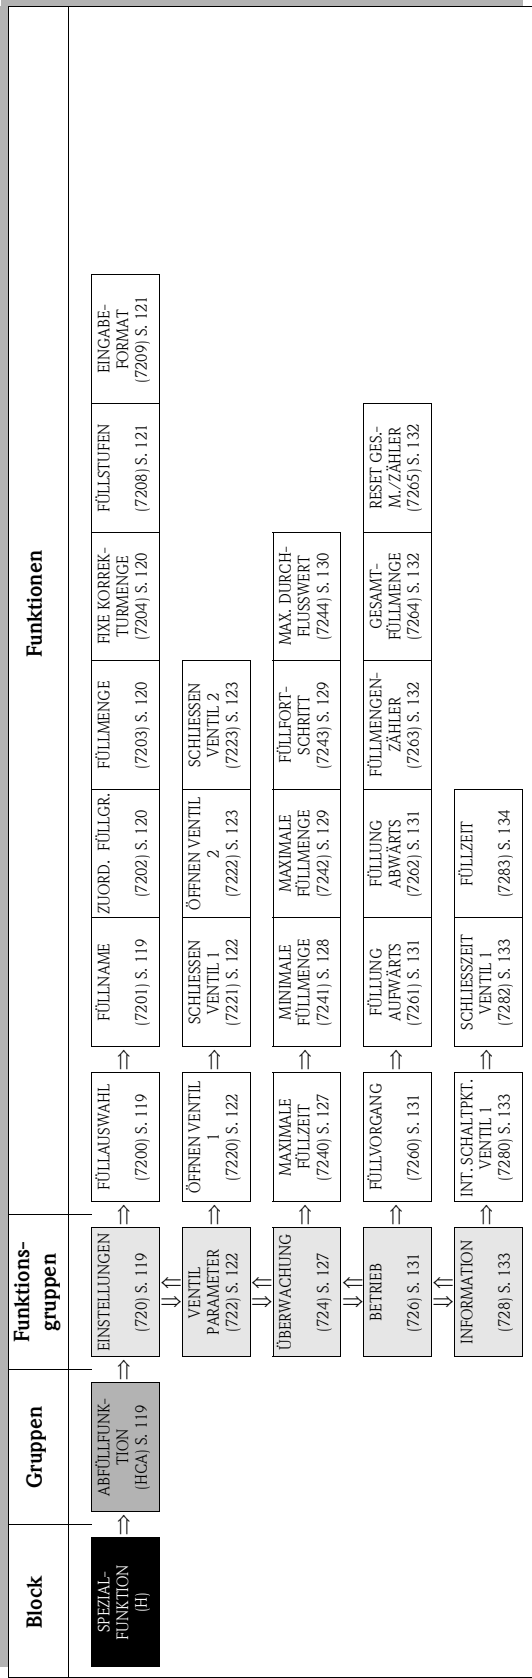 Block
Gruppen
Funktions-
gruppen
Funktionen
SPEZIAL-
FUNKTION
(H)
⇒
ABFÜLLFUNK-
TION
(HCA) S. 119
⇒
EINSTELLUNGEN
(720) S. 119
⇒
FÜLLAUSWAHL
(7200) S. 119
⇒
FÜLLNAME
(7201) S. 119
ZUORD. FÜLLGR.
(7202) S. 120
FÜLLMENGE
(7203) S. 120
FIXE KORREK-
TURMENGE
(7204) S. 120
FÜLLSTUFEN
(7208) S. 121
EINGABE-
FORMAT
(7209) S. 121
⇓⇑
VENTIL
PARAMETER
(722) S. 122
⇒
ÖFFNEN VENTIL
1
(7220) S. 122
⇒
SCHLIESSEN
VENTIL 1
(7221) S. 122
ÖFFNEN VENTIL
2
(7222) S. 123
SCHLIESSEN
VENTIL 2
(7223) S. 123
⇓⇑
ÜBERWACHUNG
(724) S. 127
⇒
MAXIMALE
FÜLLZEIT
(7240) S. 127
⇒
MINIMALE
FÜLLMENGE
(7241) S. 128
MAXIMALE
FÜLLMENGE
(7242) S. 129
FÜLLFORT-
SCHRITT
(7243) S. 129
MAX. DURCH-
FLUSSWERT
(7244) S. 130
⇓⇑
BETRIEB
(726) S. 131
⇒
FÜLLVORGANG
(7260) S. 131
⇒
FÜLLUNG
AUFWÄRTS
(7261) S. 131
FÜLLUNG
ABWÄRTS
(7262) S. 131
FÜLLMENGEN-
ZÄHLER
(7263) S. 132
GESAMT-
FÜLLMENGE
(7264) S. 132
RESET GES.-
M./ZÄHLER
(7265) S. 132
⇓⇑
INFORMATION
(728) S. 133
⇒
INT. SCHALTPKT.
VENTIL 1
(7280) S. 133
⇒
SCHLIESSZEIT
VENTIL 1
(7282) S. 133
FÜLLZEIT
(7283) S. 134